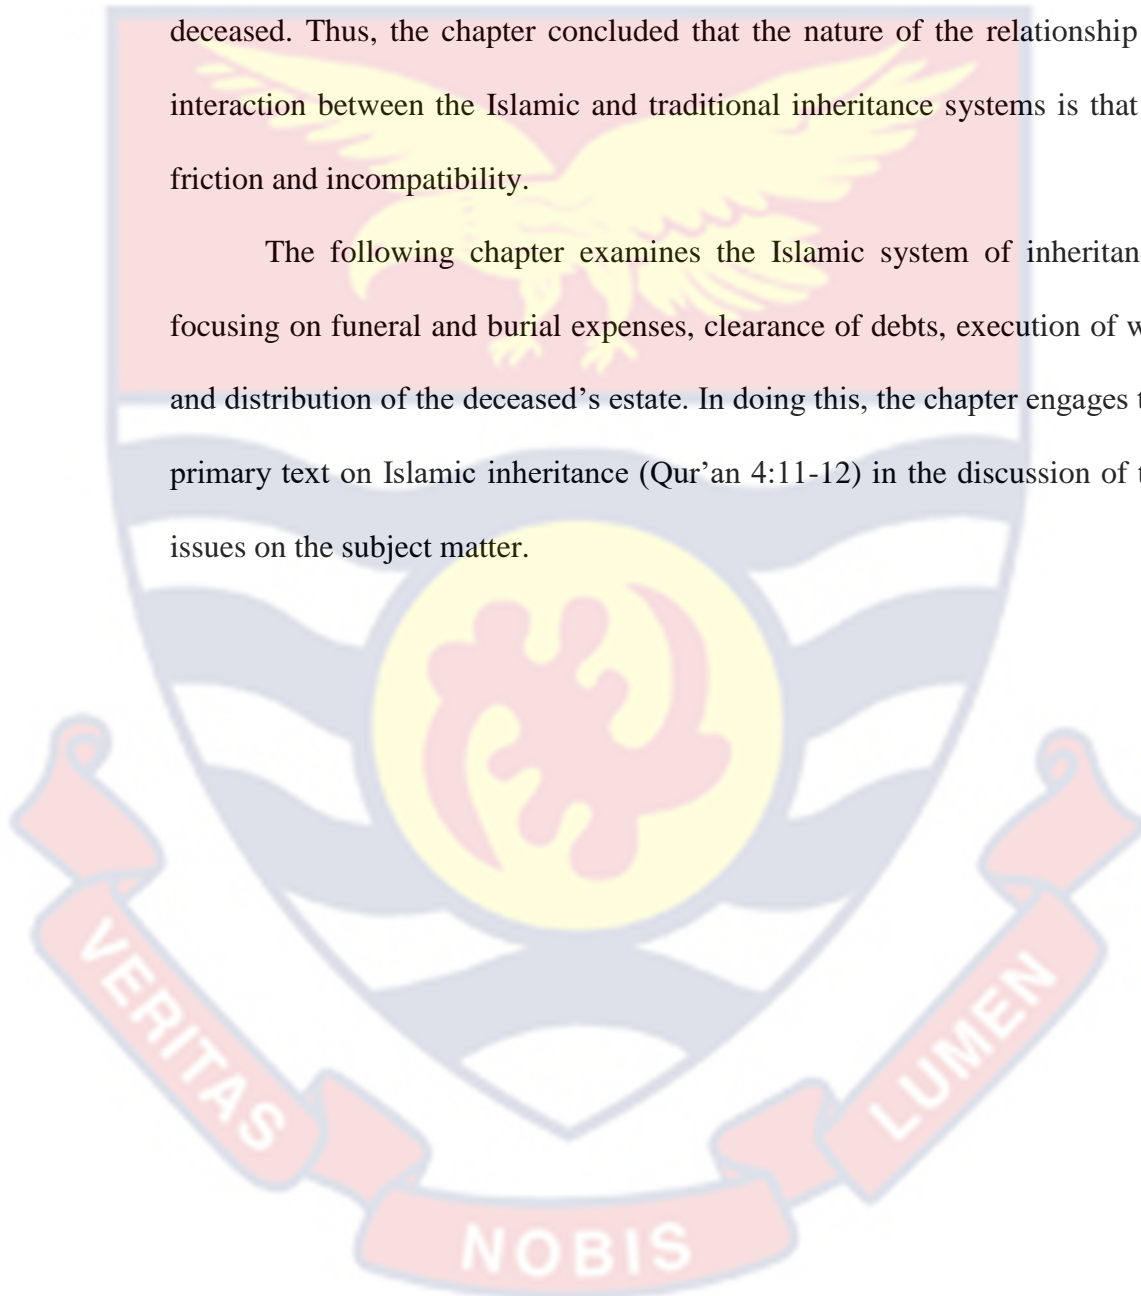 deceased. Thus, the chapter concluded that the nature of the relationship
interaction between the Islamic and traditional inheritance systems is that
friction and incompatibility.
The following chapter examines the Islamic system of
focusing on funeral and burial expenses, clearance of debts, execution of
and distribution of the deceased’s estate. In doing this, the chapter engages
primary text on Islamic inheritance (Qur’an 4:11-12) in the discussion of
issues on the subject matter.
VERITAS
NOBIS
LUMEN